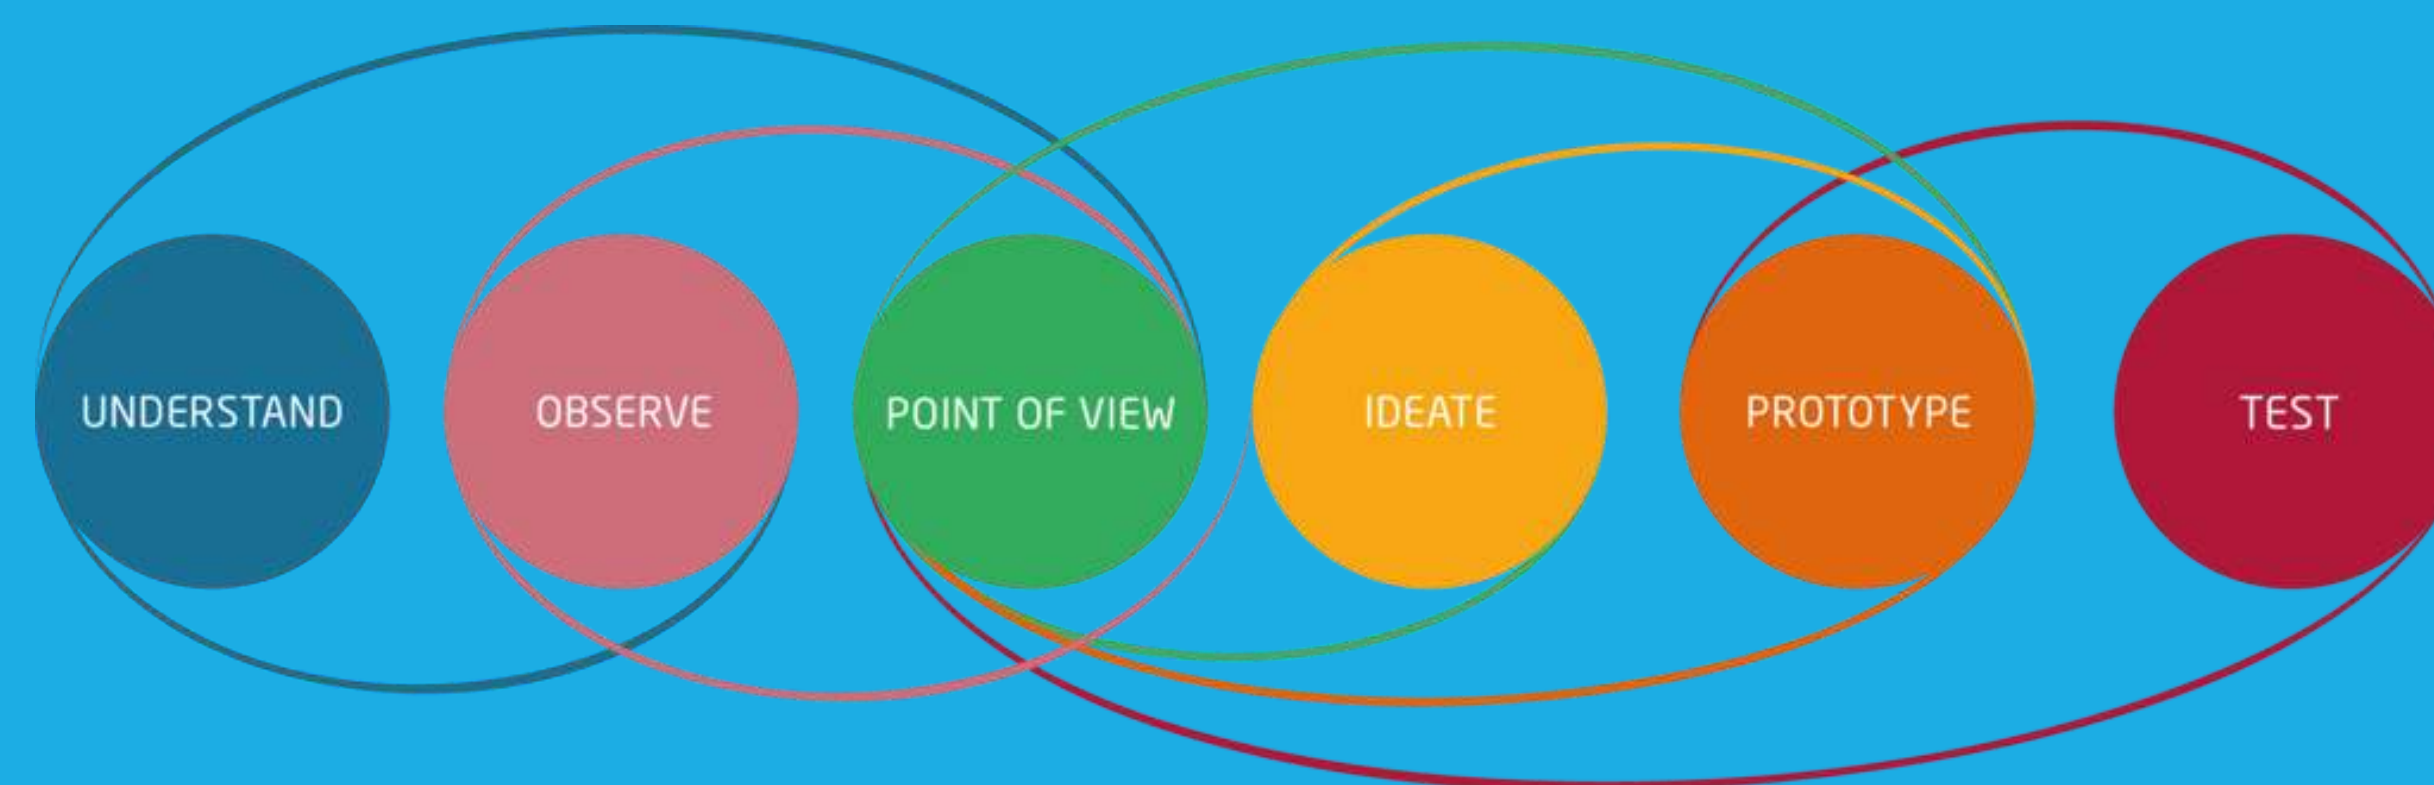 UNDERSTAND
OBSERVE
POINT OF VIEW
IDEATE
PROTOTYPE
TEST